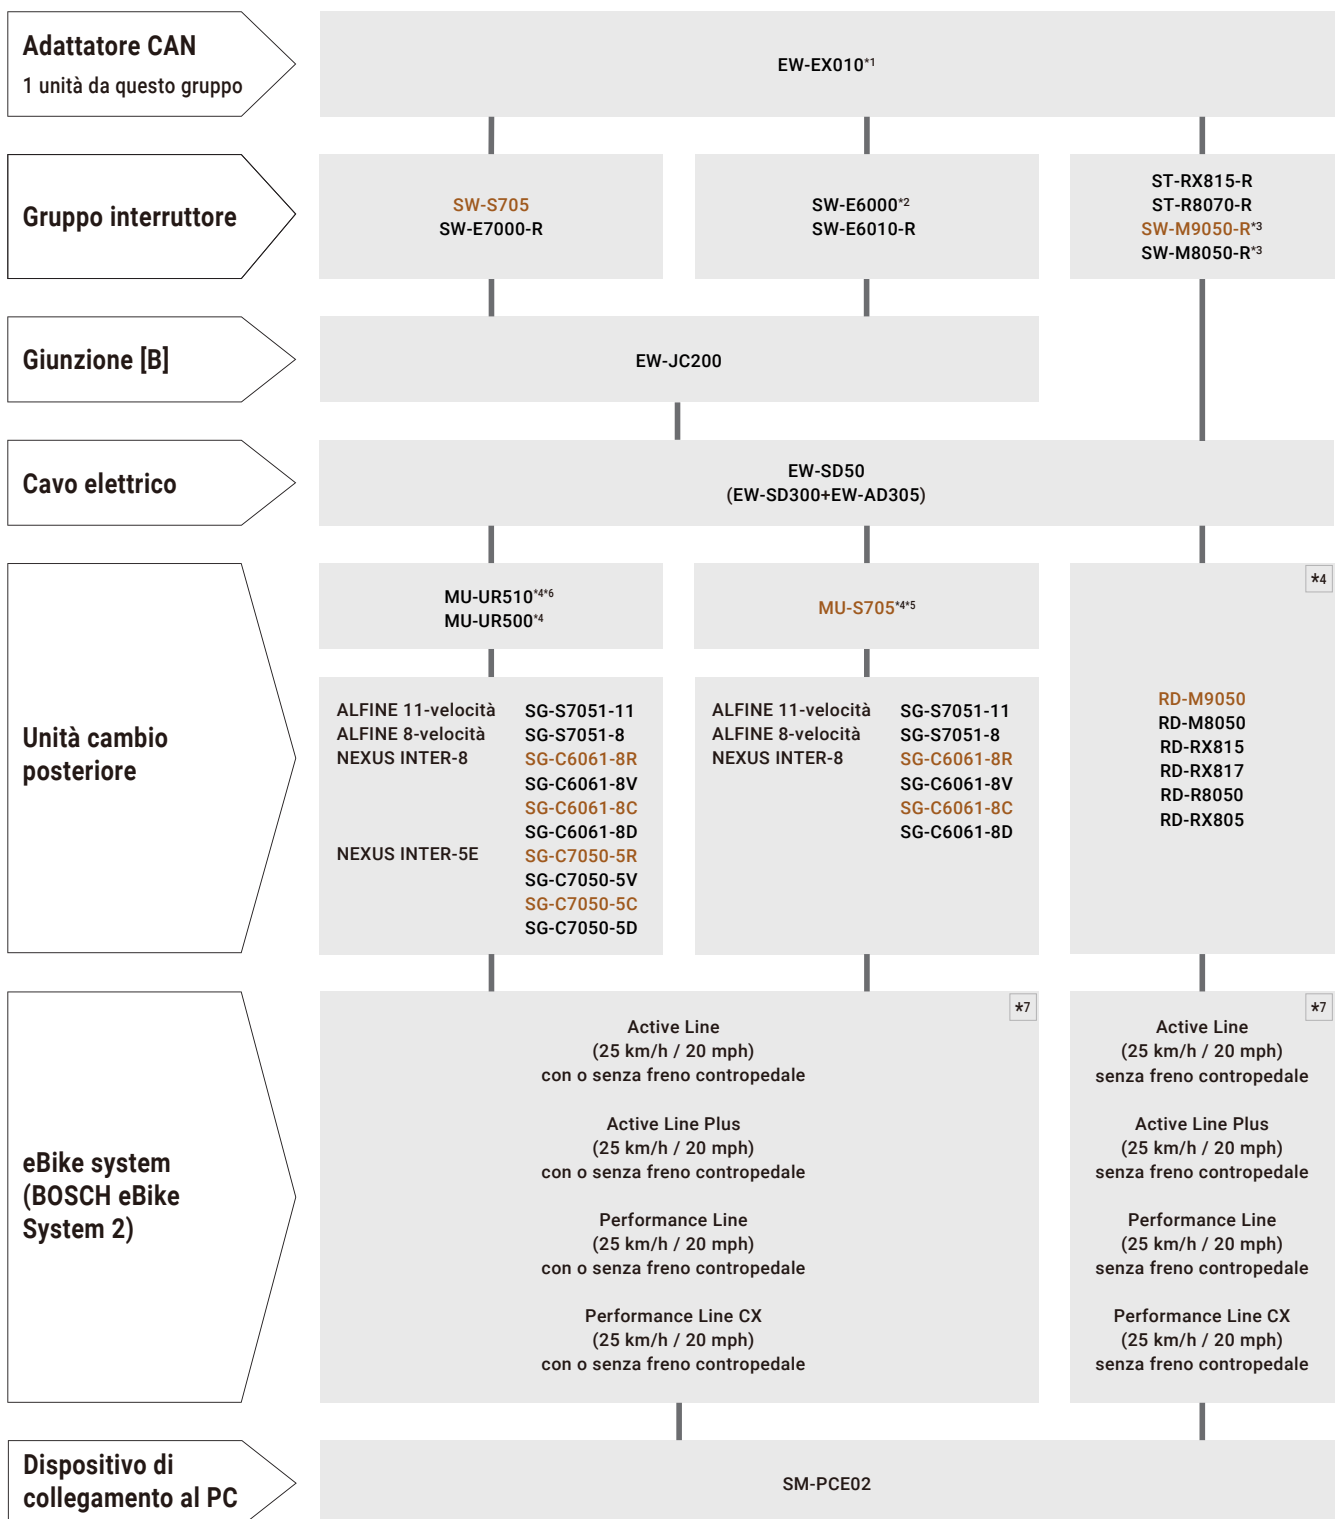 Adattatore CAN
1 unità da questo gruppo
EW-EX010*1
Gruppo interruttore
SW-S705
SW-E7000-R
SW-E6000*2
SW-E6010-R
ST-RX815-R
ST-R8070-R
SW-M9050-R*3
SW-M8050-R*3
Giunzione [B]
EW-JC200
Cavo elettrico
EW-SD50
(EW-SD300+EW-AD305)
Unità cambio
posteriore
MU-UR510*4*6
MU-UR500*4
ALFINE 11-velocità SG-S7051-11
ALFINE 8-velocità SG-S7051-8
NEXUS INTER-8 SG-C6061-8R
SG-C6061-8V
SG-C6061-8C
SG-C6061-8D
NEXUS INTER-5E SG-C7050-5R
SG-C7050-5V
SG-C7050-5C
SG-C7050-5D
MU-S705*4*5
ALFINE 11-velocità SG-S7051-11
ALFINE 8-velocità SG-S7051-8
NEXUS INTER-8 SG-C6061-8R
SG-C6061-8V
SG-C6061-8C
SG-C6061-8D
*4
RD-M9050
RD-M8050
RD-RX815
RD-RX817
RD-R8050
RD-RX805
eBike system
(BOSCH eBike
System 2)
*7
Active Line
(25 km/h / 20 mph)
con o senza freno contropedale
Active Line Plus
(25 km/h / 20 mph)
con o senza freno contropedale
Performance Line
(25 km/h / 20 mph)
con o senza freno contropedale
Performance Line CX
(25 km/h / 20 mph)
con o senza freno contropedale
*7
Active Line
(25 km/h / 20 mph)
senza freno contropedale
Active Line Plus
(25 km/h / 20 mph)
senza freno contropedale
Performance Line
(25 km/h / 20 mph)
senza freno contropedale
Performance Line CX
(25 km/h / 20 mph)
senza freno contropedale
Dispositivo di
collegamento al PC
SM-PCE02